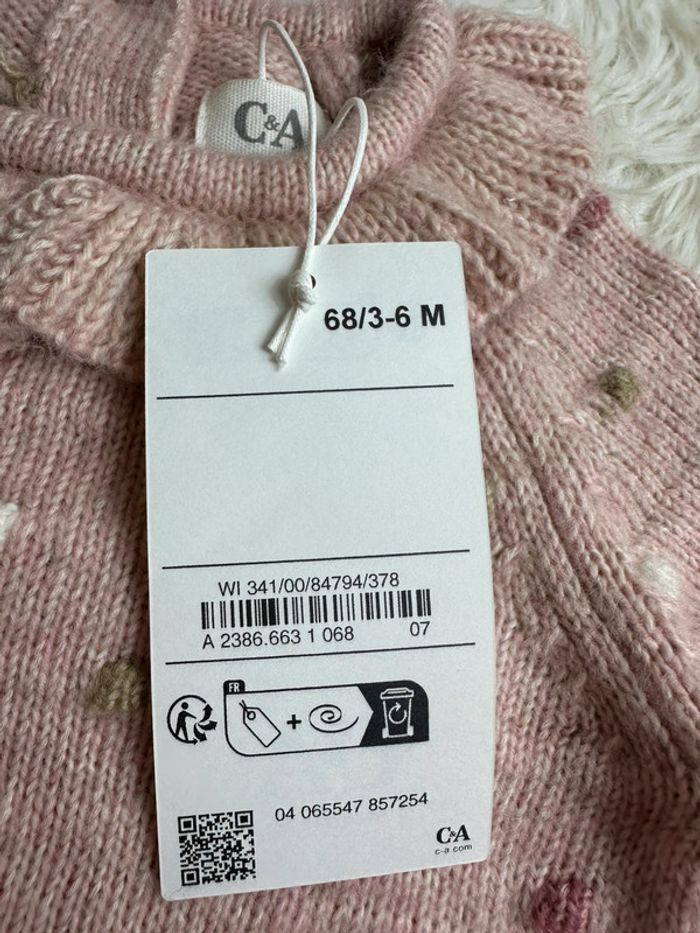 C&A
68/3-6 M
WI 341/00/84794/378
A 2386.663 1 068 07
FR
04 065547 857254
C&A
c-a.com